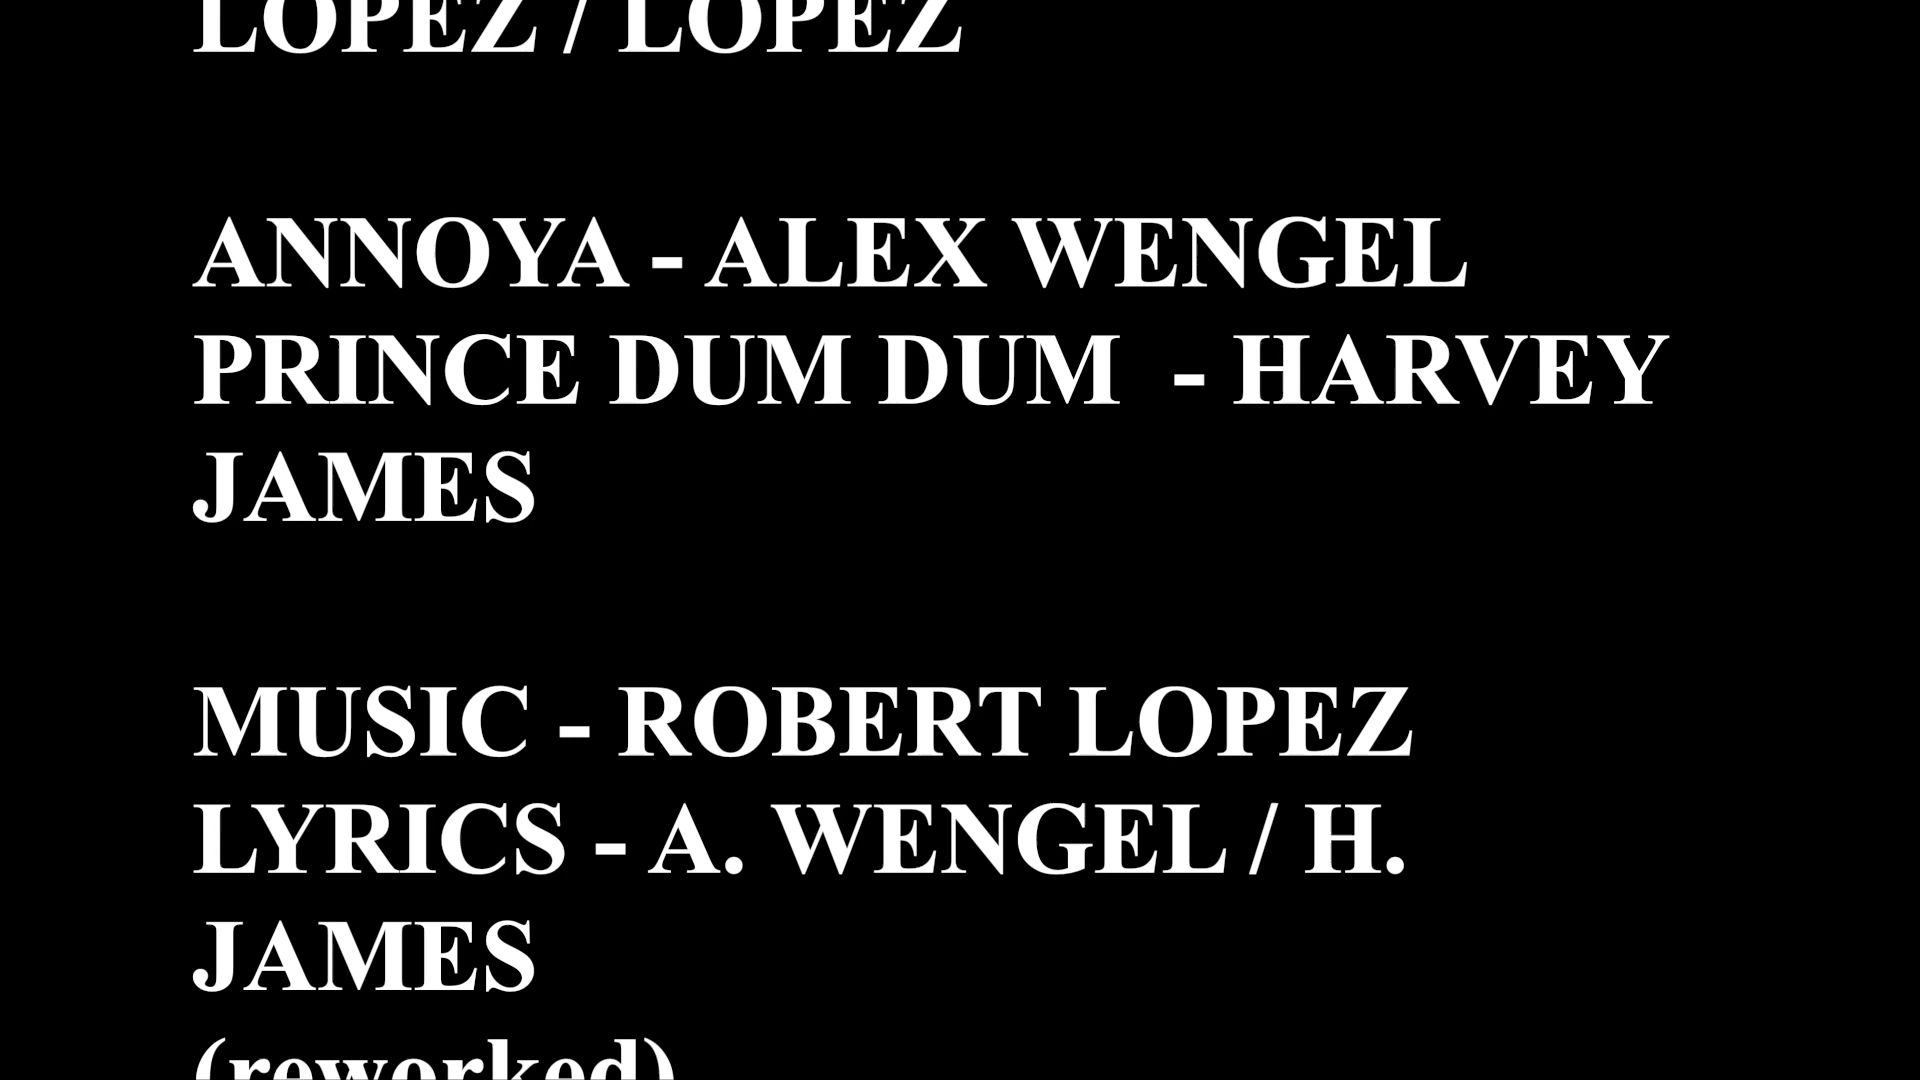 LOPEZ / LOPEZ
ANNOYA - ALEX WENGEL
PRINCE DUM DUM  - HARVEY
JAMES
MUSIC - ROBERT LOPEZ
LYRICS - A. WENGEL / H.
JAMES
(reworked)